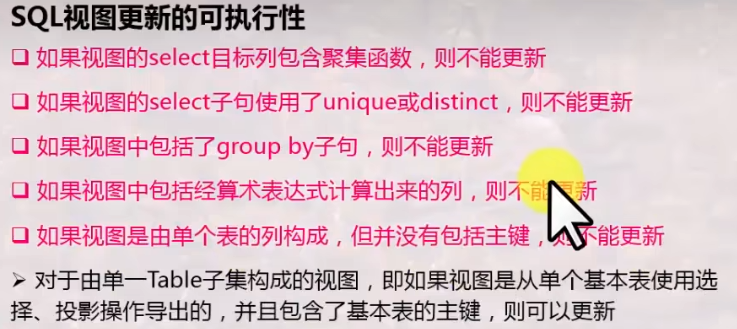 SQL视图更新的可执行性
❑ 如果视图的select目标列包含聚集函数，则不能更新
❑ 如果视图的select子句使用了unique或distinct，则不能更新
❑ 如果视图中包括了group by子句，则不能更新
❑ 如果视图中包括经算术表达式计算出来的列，则不能更新
❑ 如果视图是由单个表的列构成，但并没有包括主键，则不能更新
➢ 对于由单一Table子集构成的视图，即如果视图是从单个基本表使用选
择、投影操作导出的，并且包含了基本表的主键，则可以更新